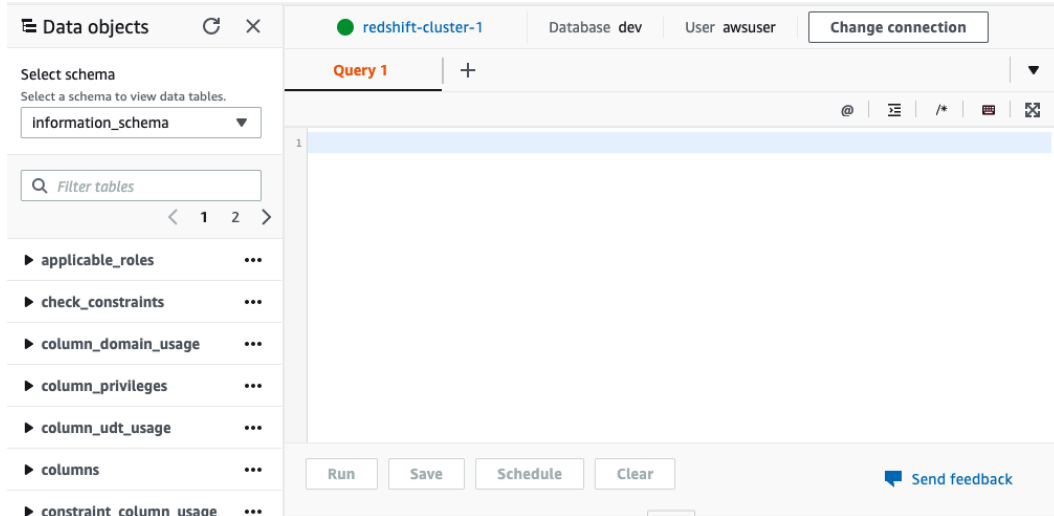 Data objects
Select schema
Select a schema to view data tables.
information_schema
Filter tables
1 2
applicable_roles
check_constraints
column_domain_usage
column_privileges
column_udt_usage
columns
constraint_column_usage
redshift-cluster-1 Database dev User awsuser Change connection
Query 1 +
@ /*
1
Run Save Schedule Clear Send feedback